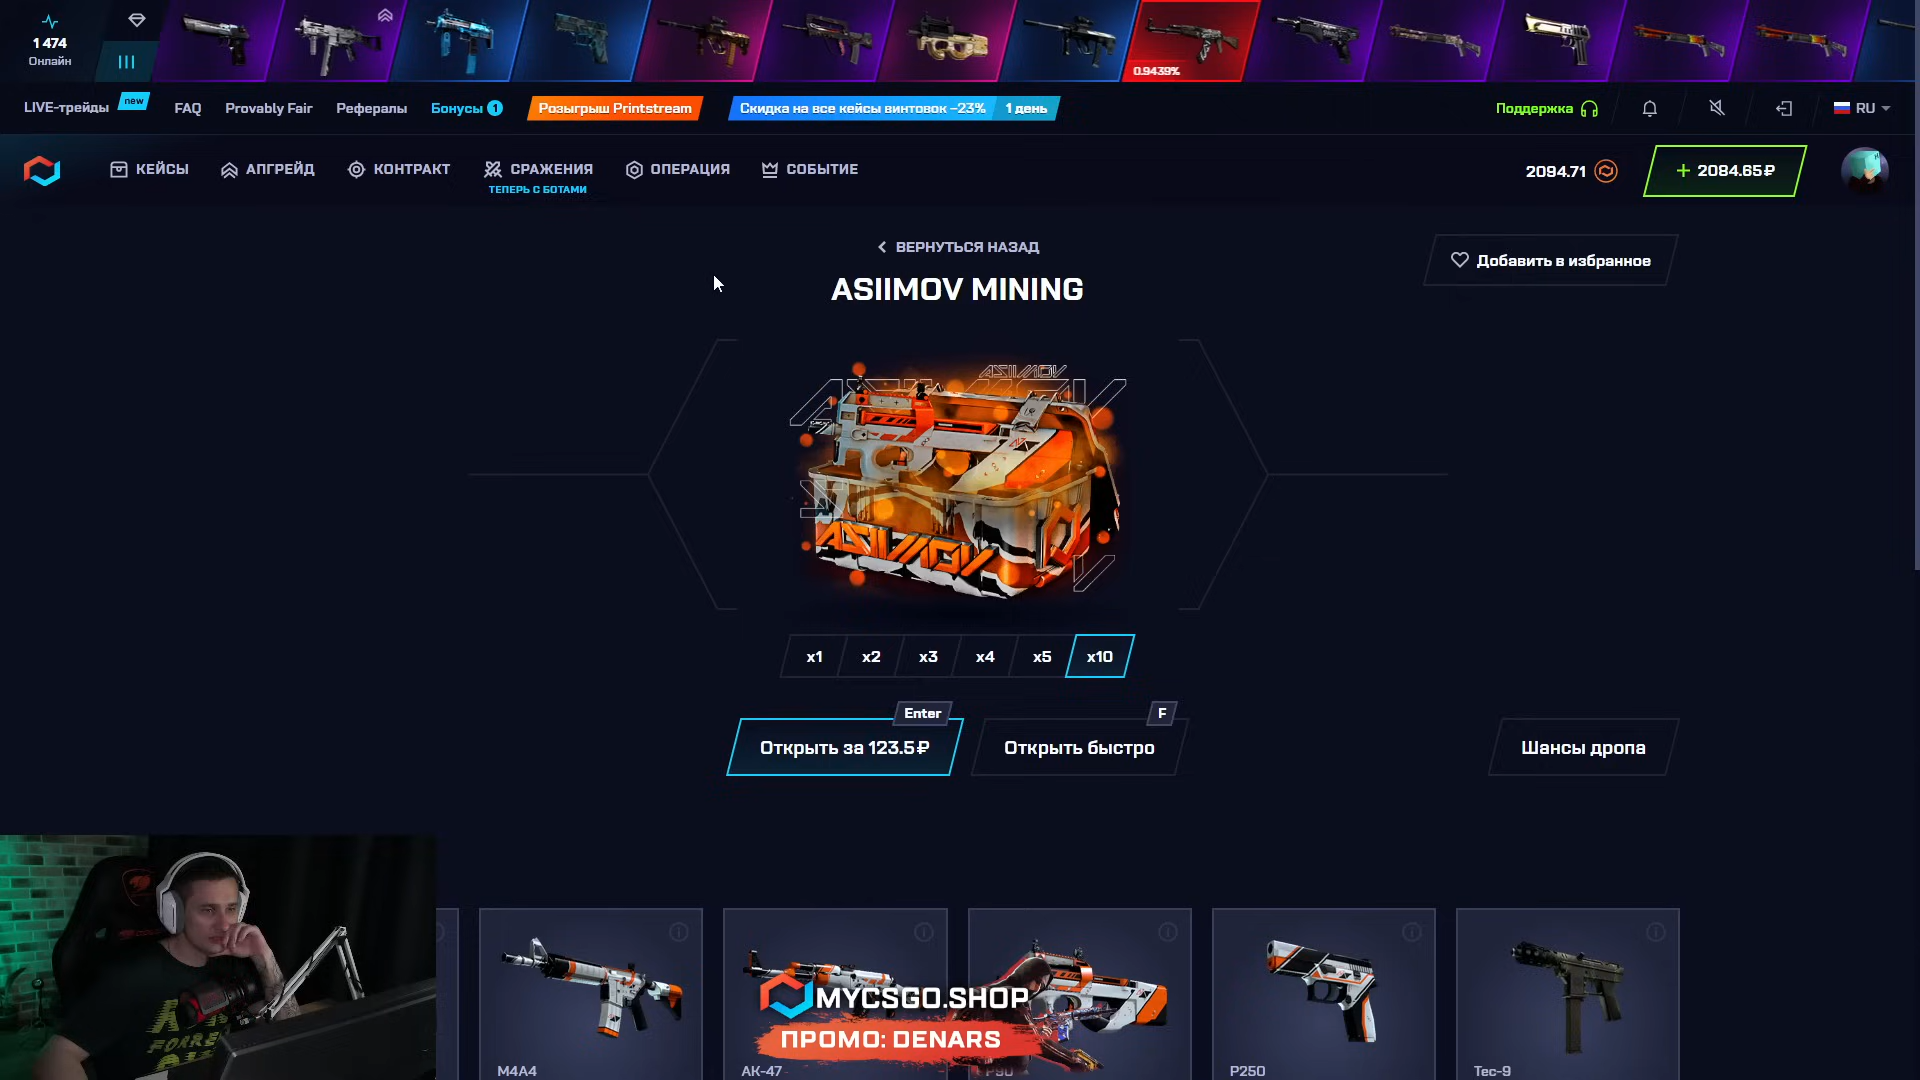 1 474
Онлайн
0.9439%
LIVE-трейды
new
FAQ
Provably Fair
Рефералы
Бонусы 1
Розыгрыш Printstream
Скидка на все кейсы винтовок –23%
1 день
Поддержка
RU
КЕЙСЫ
АПГРЕЙД
КОНТРАКТ
СРАЖЕНИЯ
ТЕПЕРЬ С БОТАМИ
ОПЕРАЦИЯ
СОБЫТИЕ
2094.71
+ 2084.65₽
ВЕРНУТЬСЯ НАЗАД
ASIIMOV MINING
Добавить в избранное
ASIIMOV
ASIIMOV
x1
x2
x3
x4
x5
x10
Enter
F
Открыть за 123.5₽
Открыть быстро
Шансы дропа
MYCSGO.SHOP
ПРОМО: DENARS
M4A4
AK-47
P90
P250
Tec-9